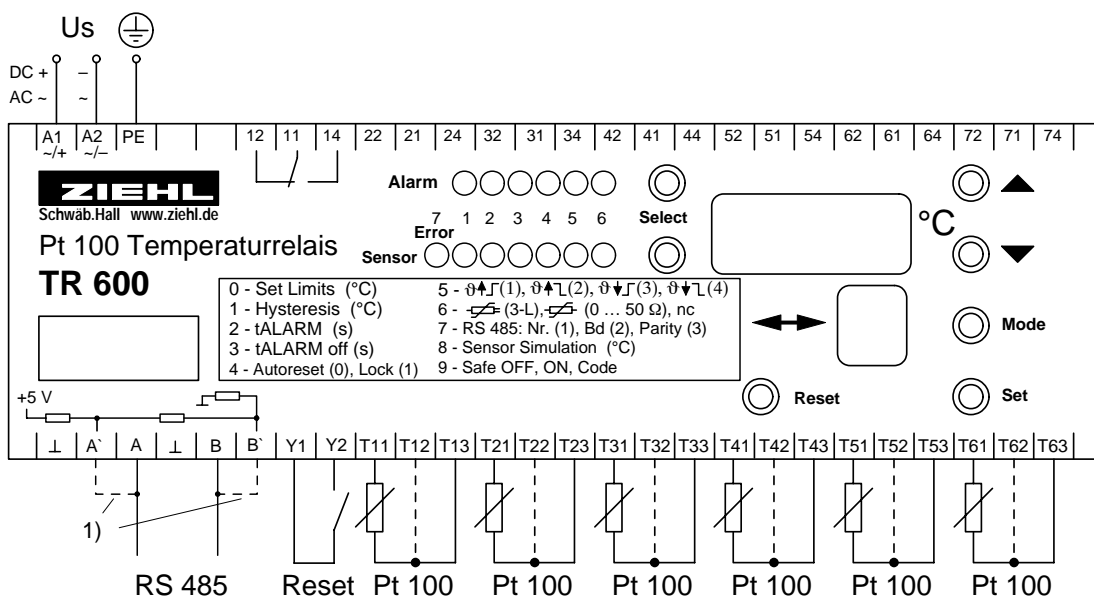 Us
DC + –
AC ~ ~
A1 A2 PE 12 11 14 22 21 24 32 31 34 42 41 44 52 51 54 62 61 64 72 71 74
~/+ ~/–
ZIEHL
Schwäb.Hall www.ziehl.de
Alarm
7 1 2 3 4 5 6 Select
Error
Sensor
°C
Pt 100 Temperaturrelais
TR 600
0 - Set Limits (°C)
1 - Hysteresis (°C)
2 - tALARM (s)
3 - tALARM off (s)
4 - Autoreset (0), Lock (1)
5 - ϑ (1), ϑ (2), ϑ (3), ϑ (4)
6 - (3-L), (0 … 50 Ω), nc
7 - RS 485: Nr. (1), Bd (2), Parity (3)
8 - Sensor Simulation (°C)
9 - Safe OFF, ON, Code
Mode
Reset
Set
+5 V
⊥ A` A ⊥ B B` Y1 Y2 T11 T12 T13 T21 T22 T23 T31 T32 T33 T41 T42 T43 T51 T52 T53 T61 T62 T63
1)
RS 485 Reset Pt 100 Pt 100 Pt 100 Pt 100 Pt 100 Pt 100